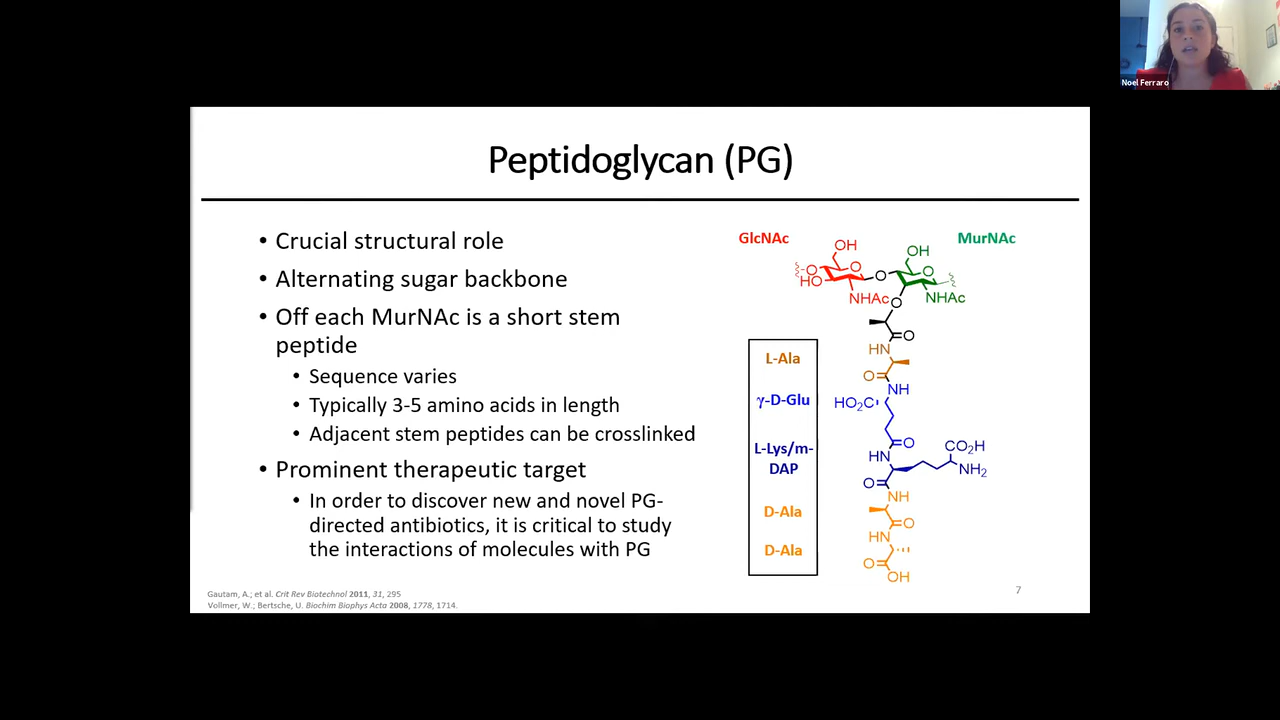 Noel Ferraro
Peptidoglycan (PG)
• Crucial structural role
• Alternating sugar backbone
• Off each MurNAc is a short stem
peptide
• Sequence varies
• Typically 3-5 amino acids in length
• Adjacent stem peptides can be crosslinked
• Prominent therapeutic target
• In order to discover new and novel PG-
directed antibiotics, it is critical to study
the interactions of molecules with PG
GlcNAc
MurNAc
OH
OH
O
O
O
O
HO
NHAc
NHAc
O
O
HN
O
NH
HO₂C
O
HN
CO₂H
NH₂
O
NH
O
HN
O
OH
L-Ala
γ-D-Glu
L-Lys/m-
DAP
D-Ala
D-Ala
Gautam, A.; et al. Crit Rev Biotechnol 2011, 31, 295
Vollmer, W.; Bertsche, U. Biochim Biophys Acta 2008, 1778, 1714.
7